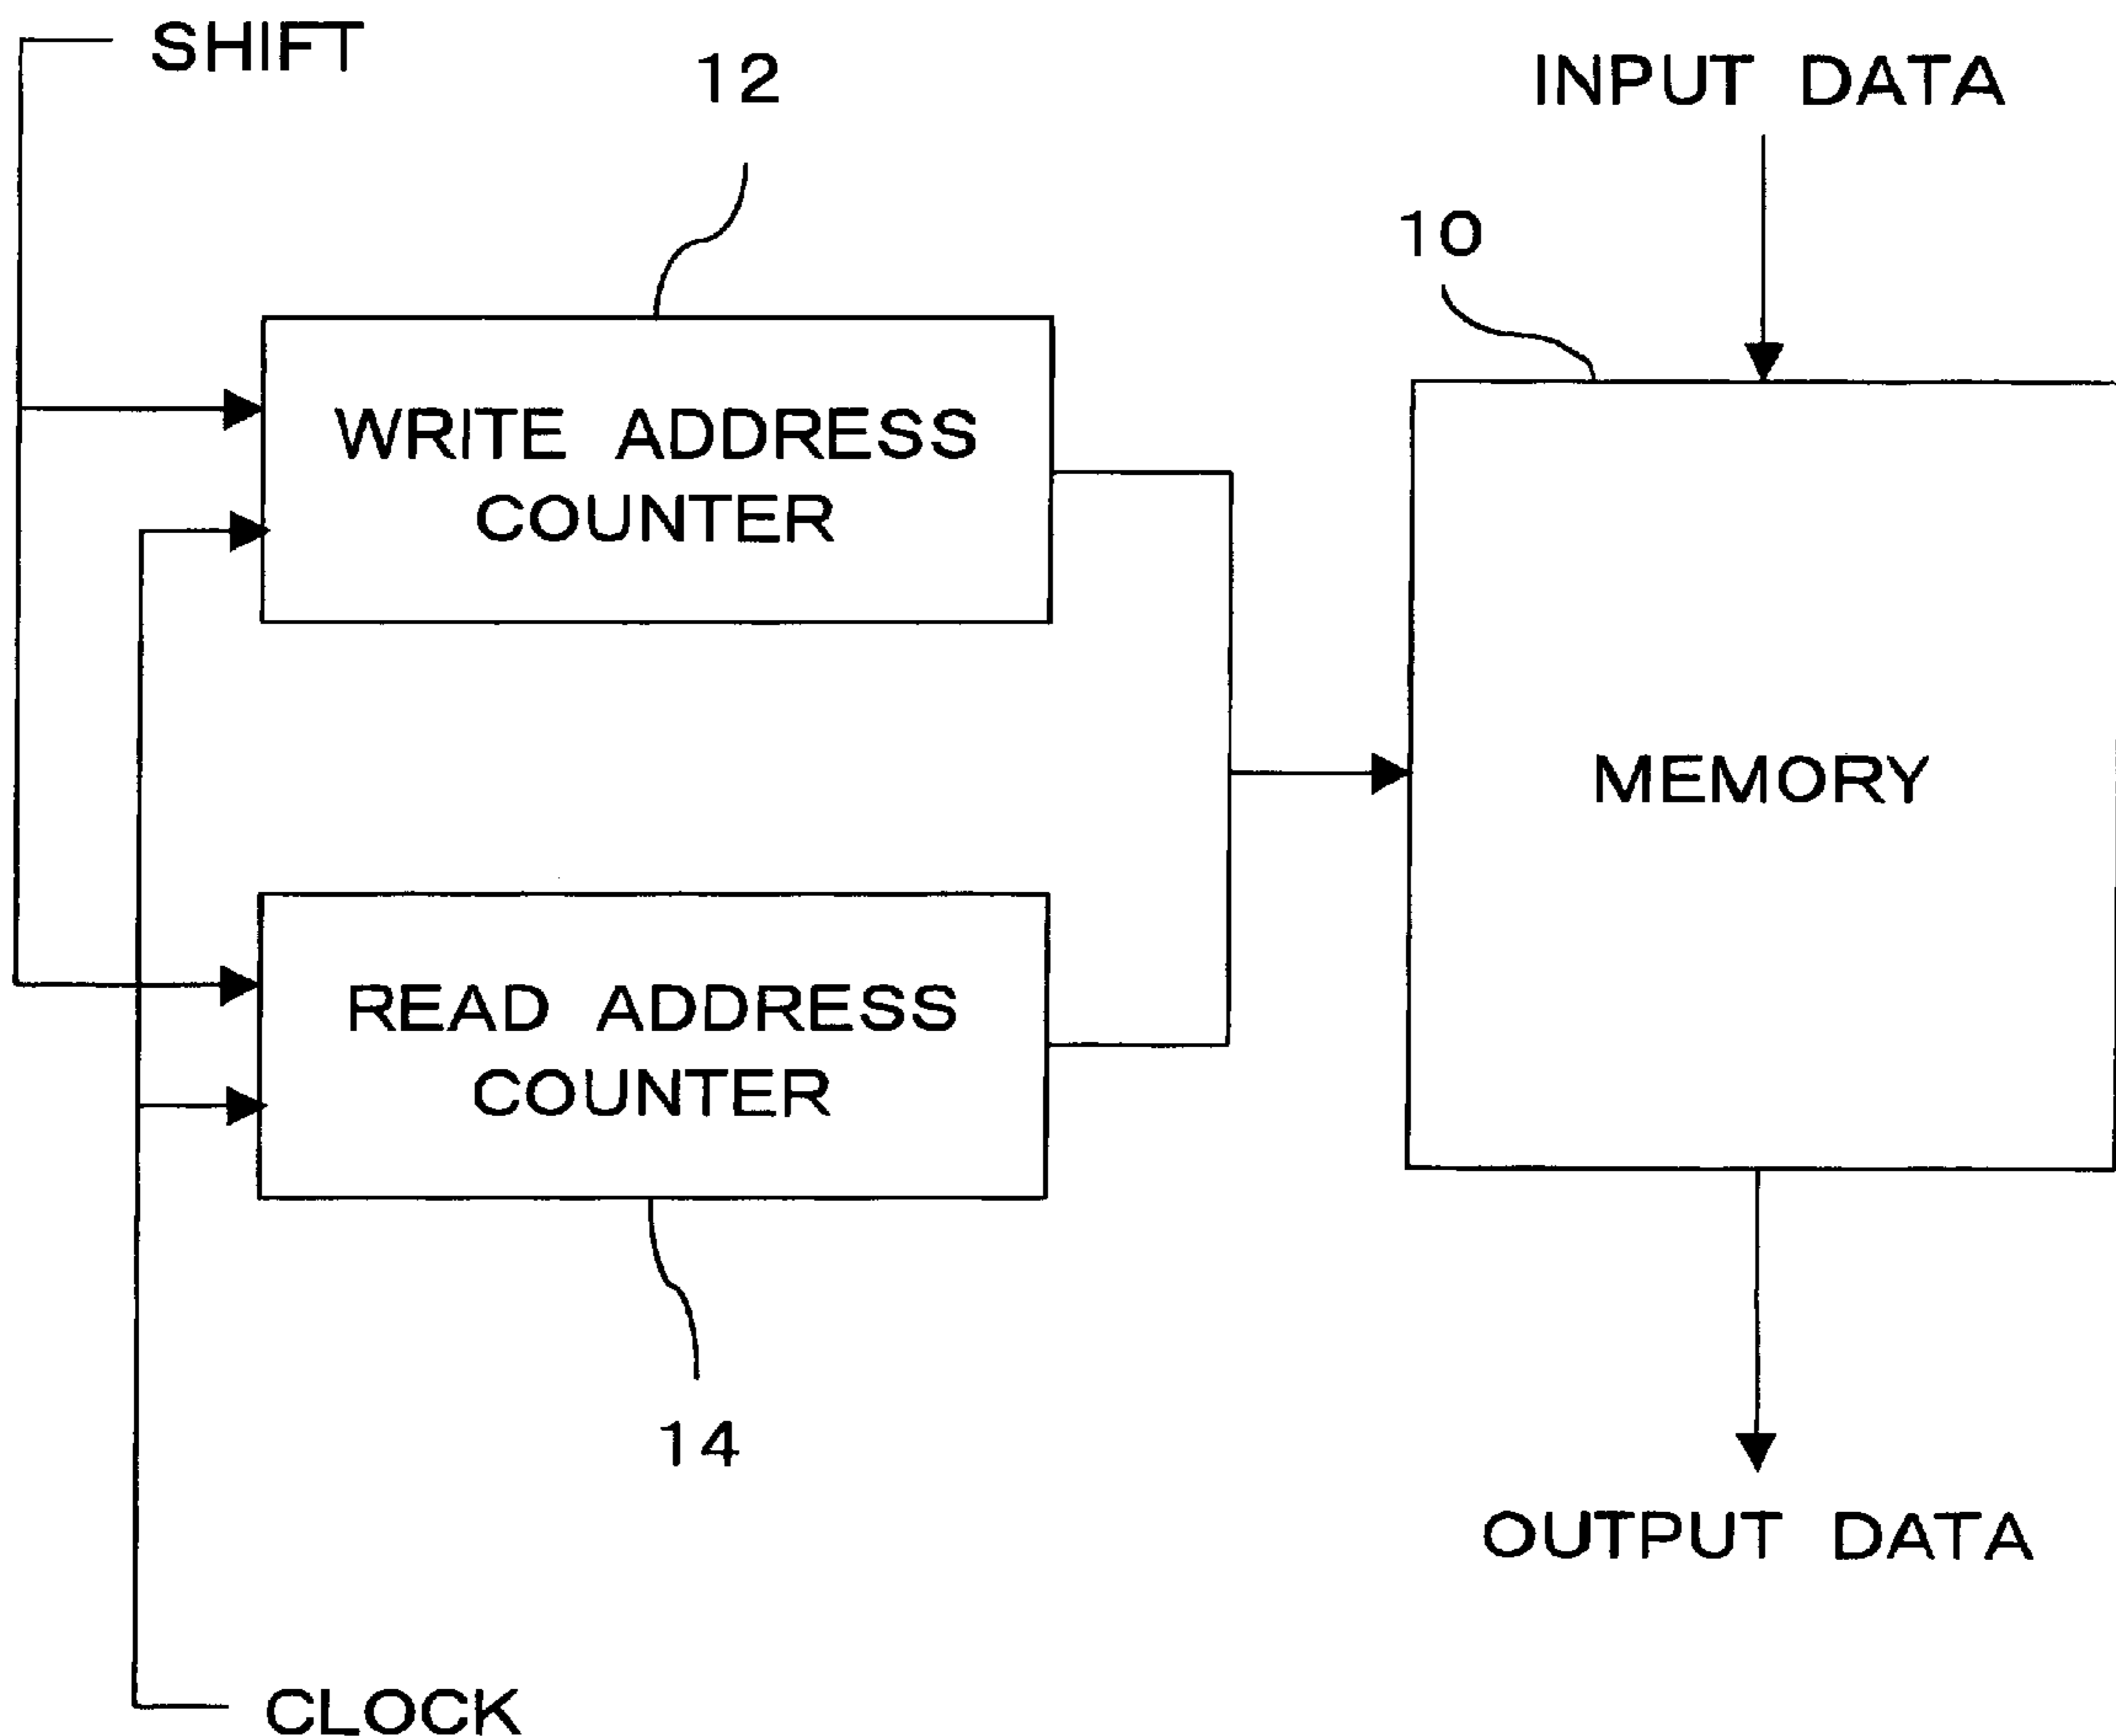 SHIFT
12
INPUT DATA
10
WRITE ADDRESS
COUNTER
MEMORY
READ ADDRESS
COUNTER
14
OUTPUT DATA
CLOCK